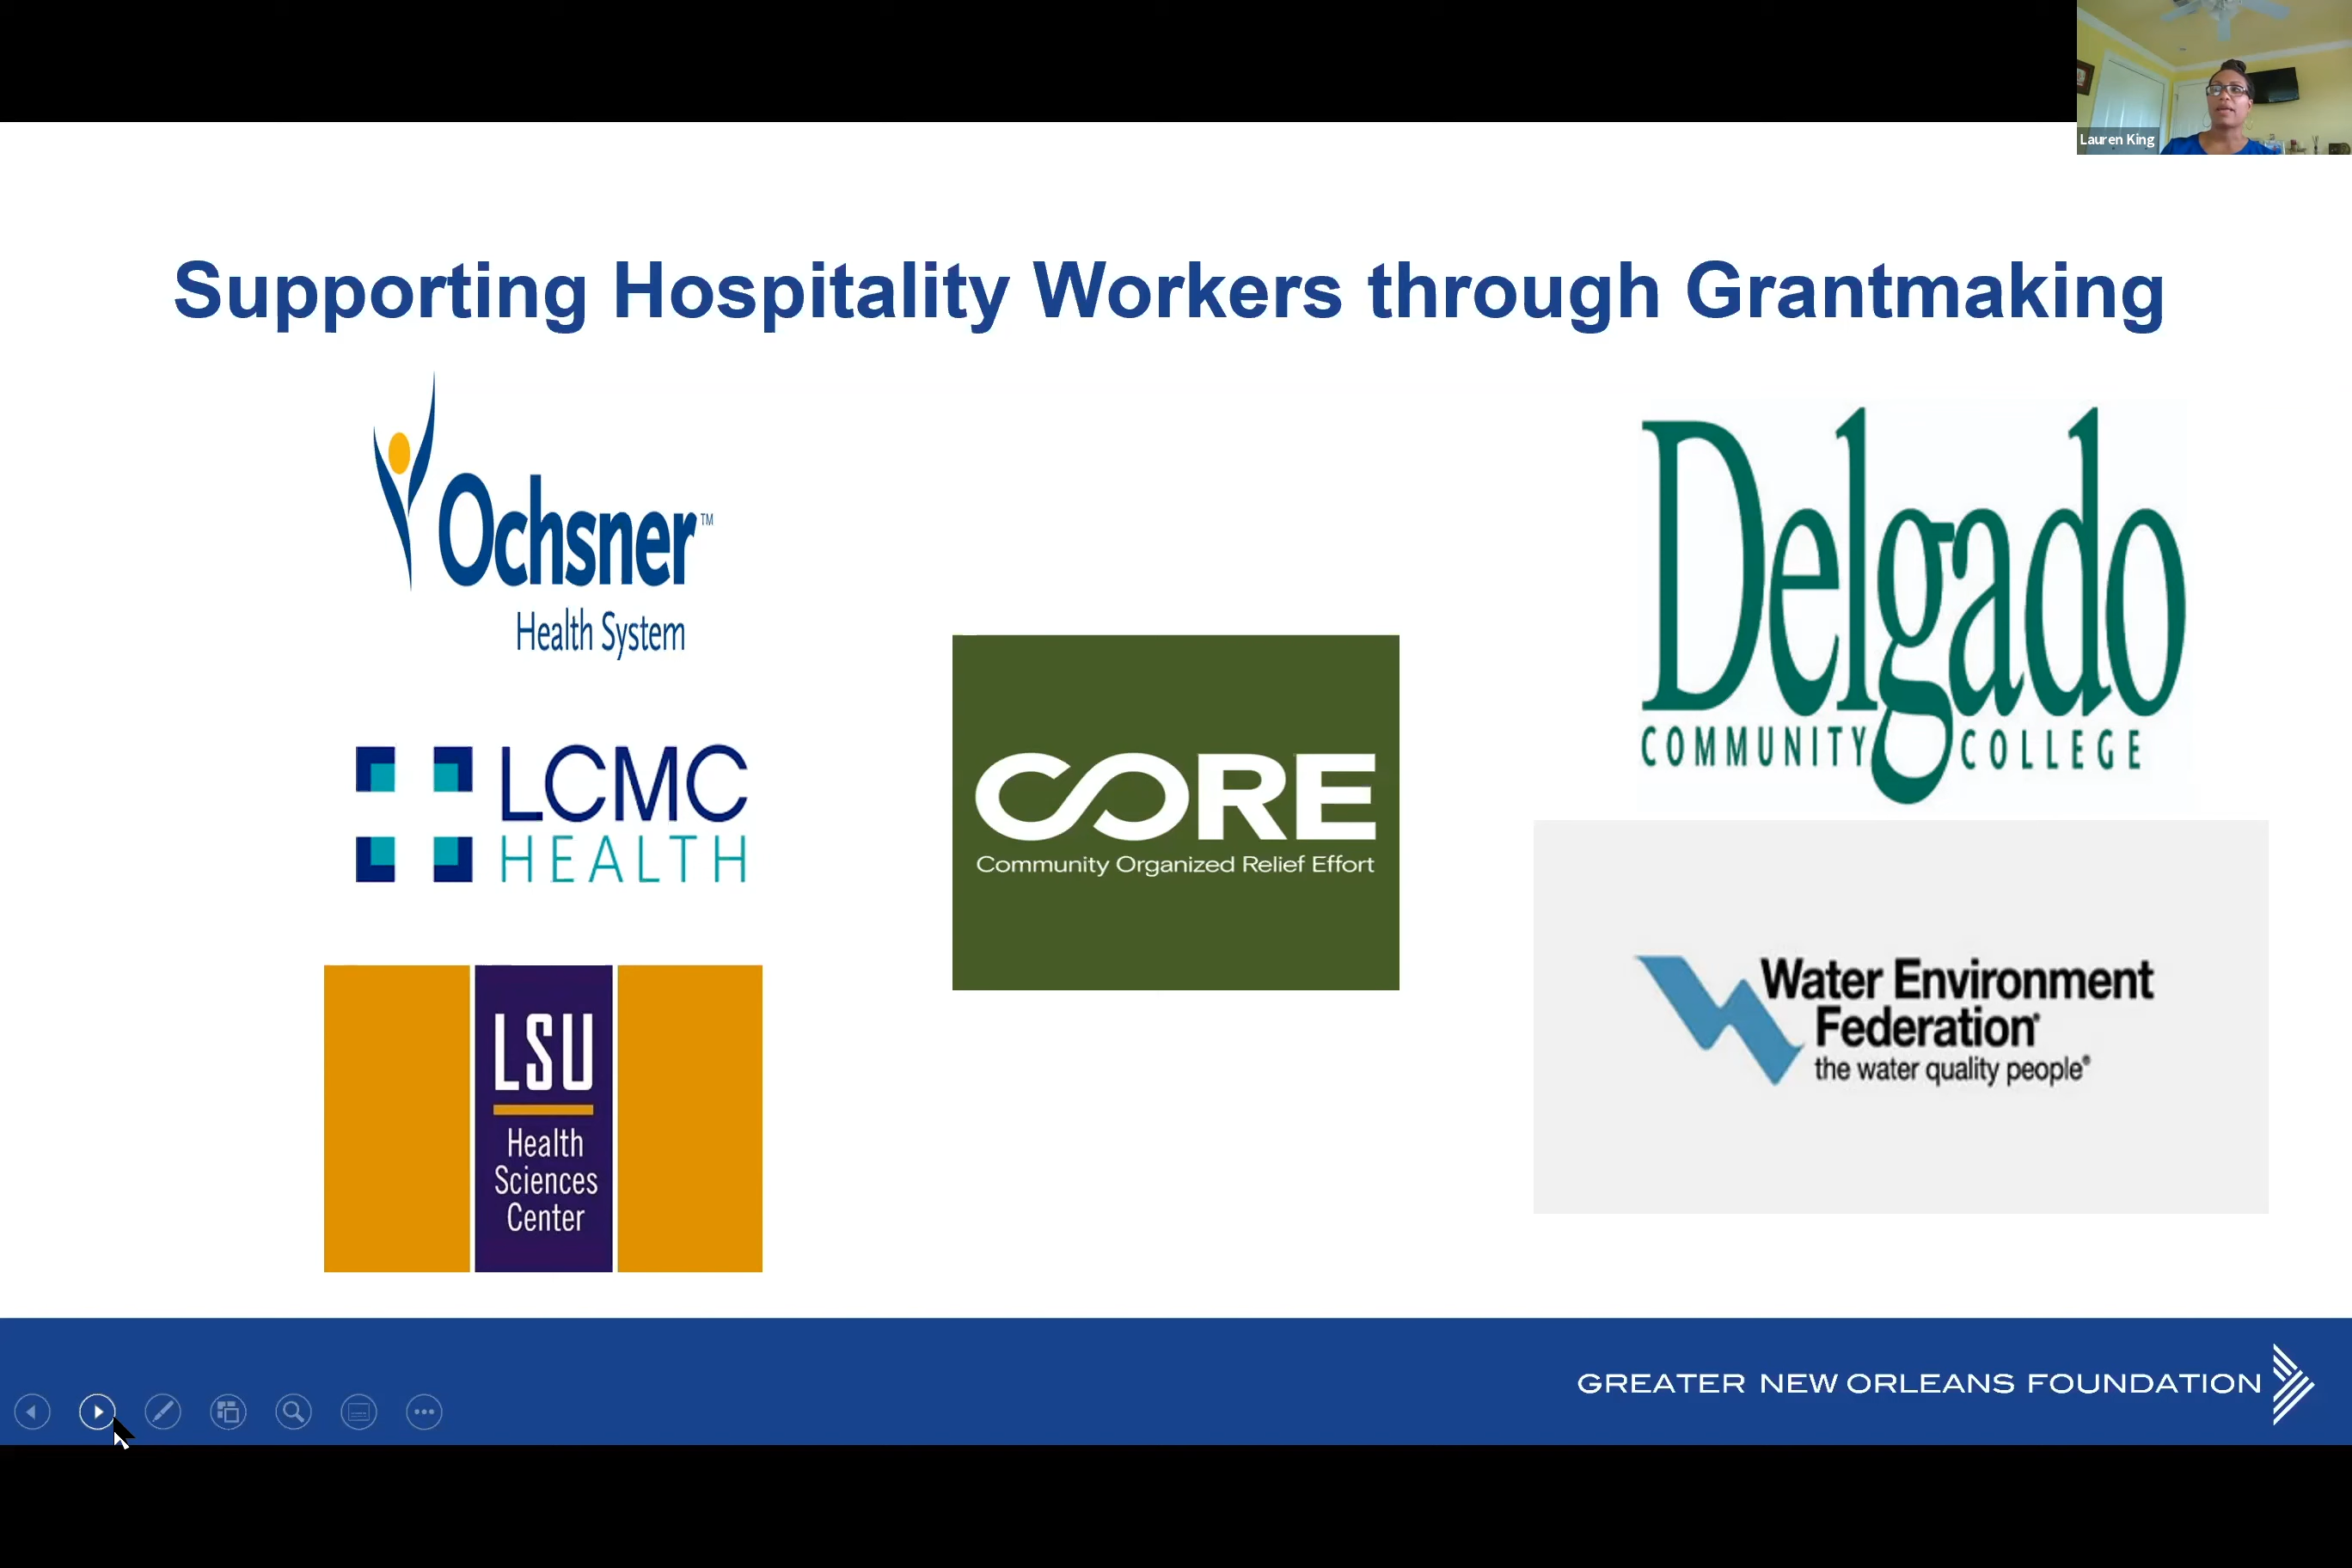 Lauren King
Supporting Hospitality Workers through Grantmaking
Ochsner™
Health System
LCMC
HEALTH
LSU
Health
Sciences
Center
CORE
Community Organized Relief Effort
Delgado
COMMUNITY COLLEGE
Water Environment
Federation®
the water quality people®
GREATER NEW ORLEANS FOUNDATION